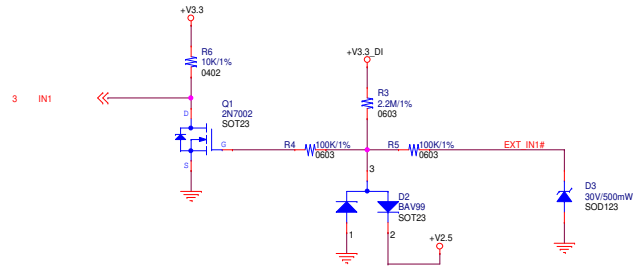 +V3.3
R6
10K/1%
0402
+V3.3_DI
3 IN1
R3
2.2M/1%
0603
Q1
2N7002
SOT23
D
G
S
R4 100K/1%
0603
R5 100K/1%
0603
EXT_IN1#
3
D2
BAV99
SOT23
D3
30V/500mW
SOD123
1
2
+V2.5